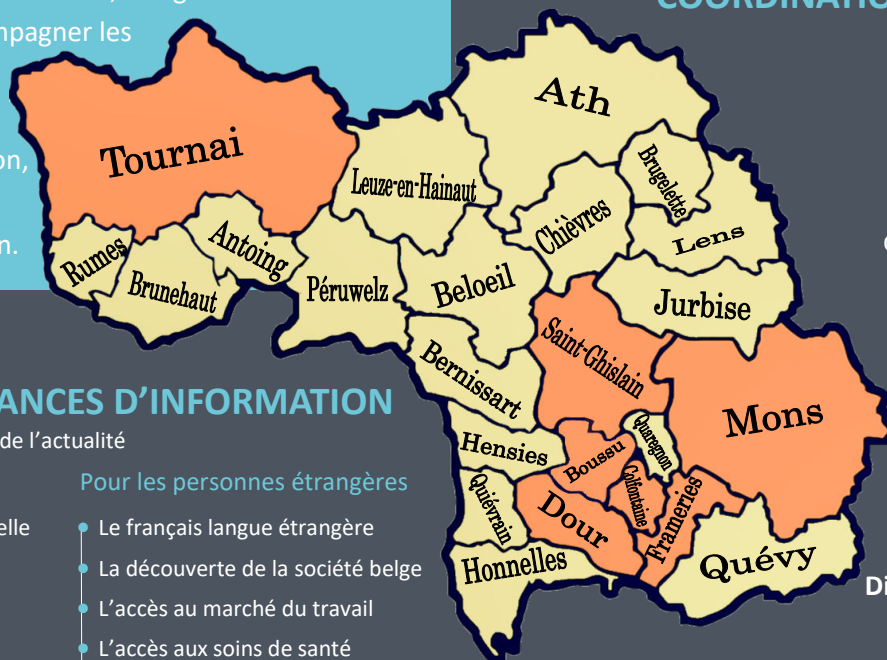 COORDINATIO
mpagner les
on,
n.
Ath
Tournai
Brugelette
Leuze-en-Hainaut
Chièvres
Lens
Rumes
Antoing
Brunehaut
Péruwelz
Beloeil
Jurbise
Saint-Ghislain
Bernissart
Mons
ANCES D’INFORMATION
de l’actualité
Hensies
Boussu
Quaregnon
Pour les personnes étrangères
Quiévrain
Colfontaine
Frameries
elle
Le français langue étrangère
Dour
La découverte de la société belge
Honnelles
Quévy
Di
L’accès au marché du travail
L’accès aux soins de santé